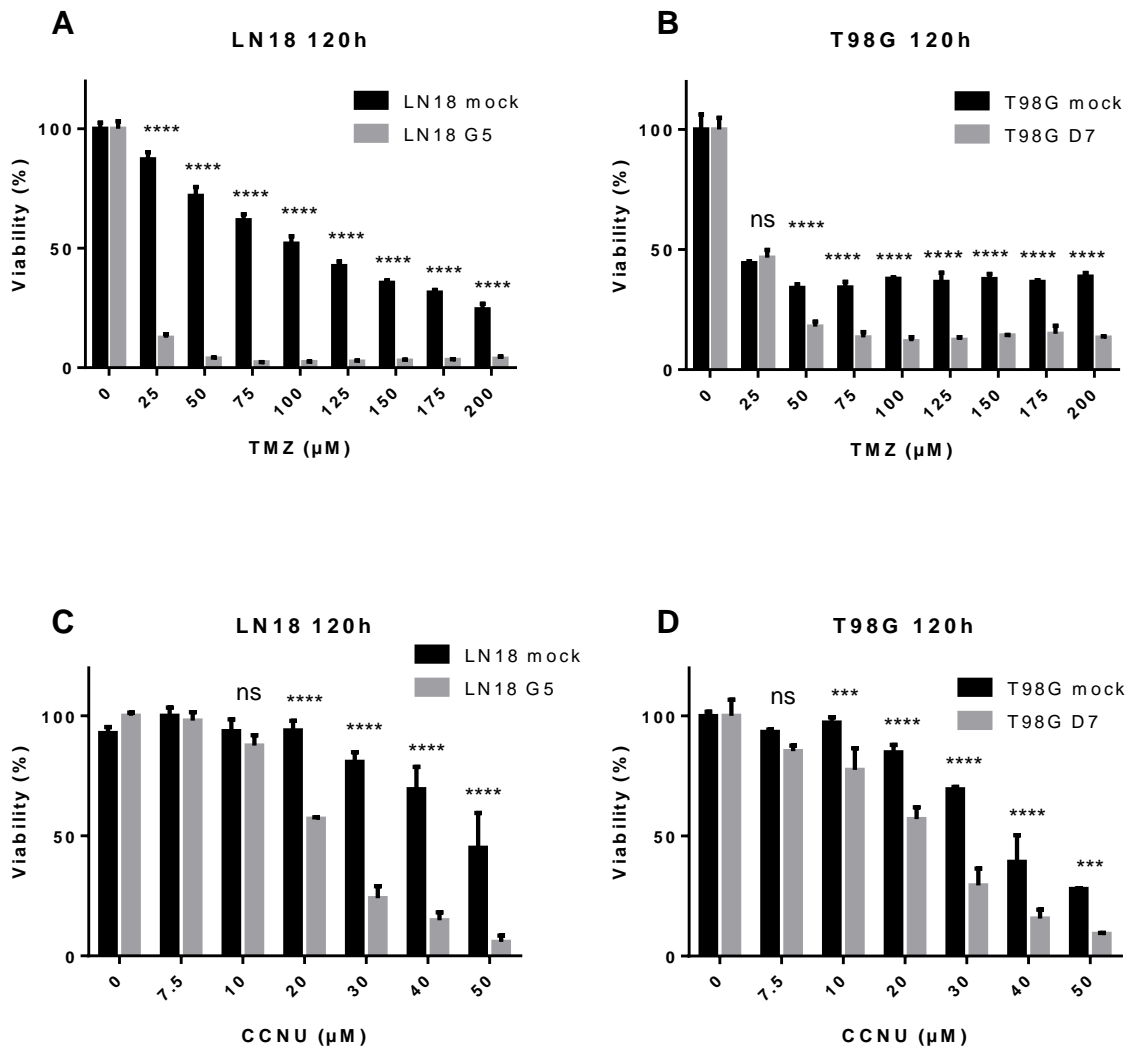 A
LN18 120h
LN18 mock
LN18 G5
Viability (%)
100
50
0
**** **** **** **** **** **** **** ****
0 25 50 75 100 125 150 175 200
TMZ (µM)
B
T98G 120h
T98G mock
T98G D7
Viability (%)
100
50
0
ns **** **** **** **** **** **** ****
0 25 50 75 100 125 150 175 200
TMZ (µM)
C
LN18 120h
LN18 mock
LN18 G5
Viability (%)
100
50
0
ns **** **** **** ****
0 7.5 10 20 30 40 50
CCNU (µM)
D
T98G 120h
T98G mock
T98G D7
Viability (%)
100
50
0
ns *** **** **** **** ***
0 7.5 10 20 30 40 50
CCNU (µM)